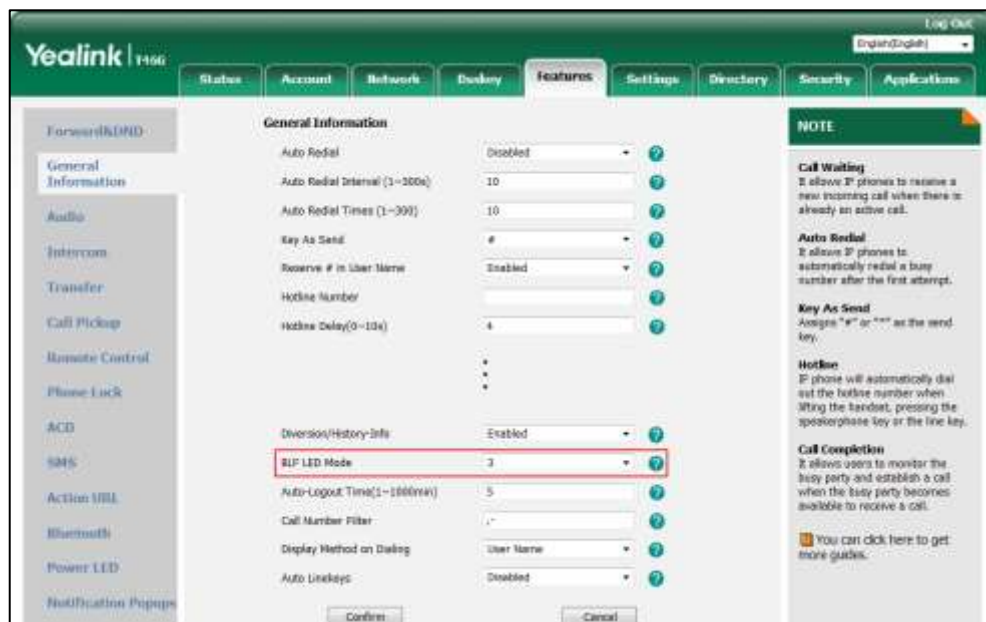 Log Out
English(English)
Yealink T46G
Status Account Network Dsskey Features Settings Directory Security Applications
Forward&DND
General
Information
Audio
Intercom
Transfer
Call Pickup
Remote Control
Phone Lock
ACD
SMS
Action URL
Bluetooth
Power LED
Notification Popups
General Information
Auto Redial Disabled
Auto Redial Interval (1~300s) 10
Auto Redial Times (1~300) 10
Key As Send #
Reserve # in User Name Enabled
Hotline Number
Hotline Delay(0~10s) 4
Diversion/History-Info Enabled
BLF LED Mode 3
Auto-Logout Time(1~1000min) 5
Call Number Filter ,-
Display Method on Dialing User Name
Auto Linekeys Disabled
Confirm Cancel
NOTE
Call Waiting
It allows IP phones to receive a
new incoming call when there is
already an active call.
Auto Redial
It allows IP phones to
automatically redial a busy
number after the first attempt.
Key As Send
Assigns "#" or "*" as the send
key.
Hotline
IP phone will automatically dial
out the hotline number when
lifting the handset, pressing the
speakerphone key or the line key.
Call Completion
It allows users to monitor the
busy party and establish a call
when the busy party becomes
available to receive a call.
You can click here to get
more guides.